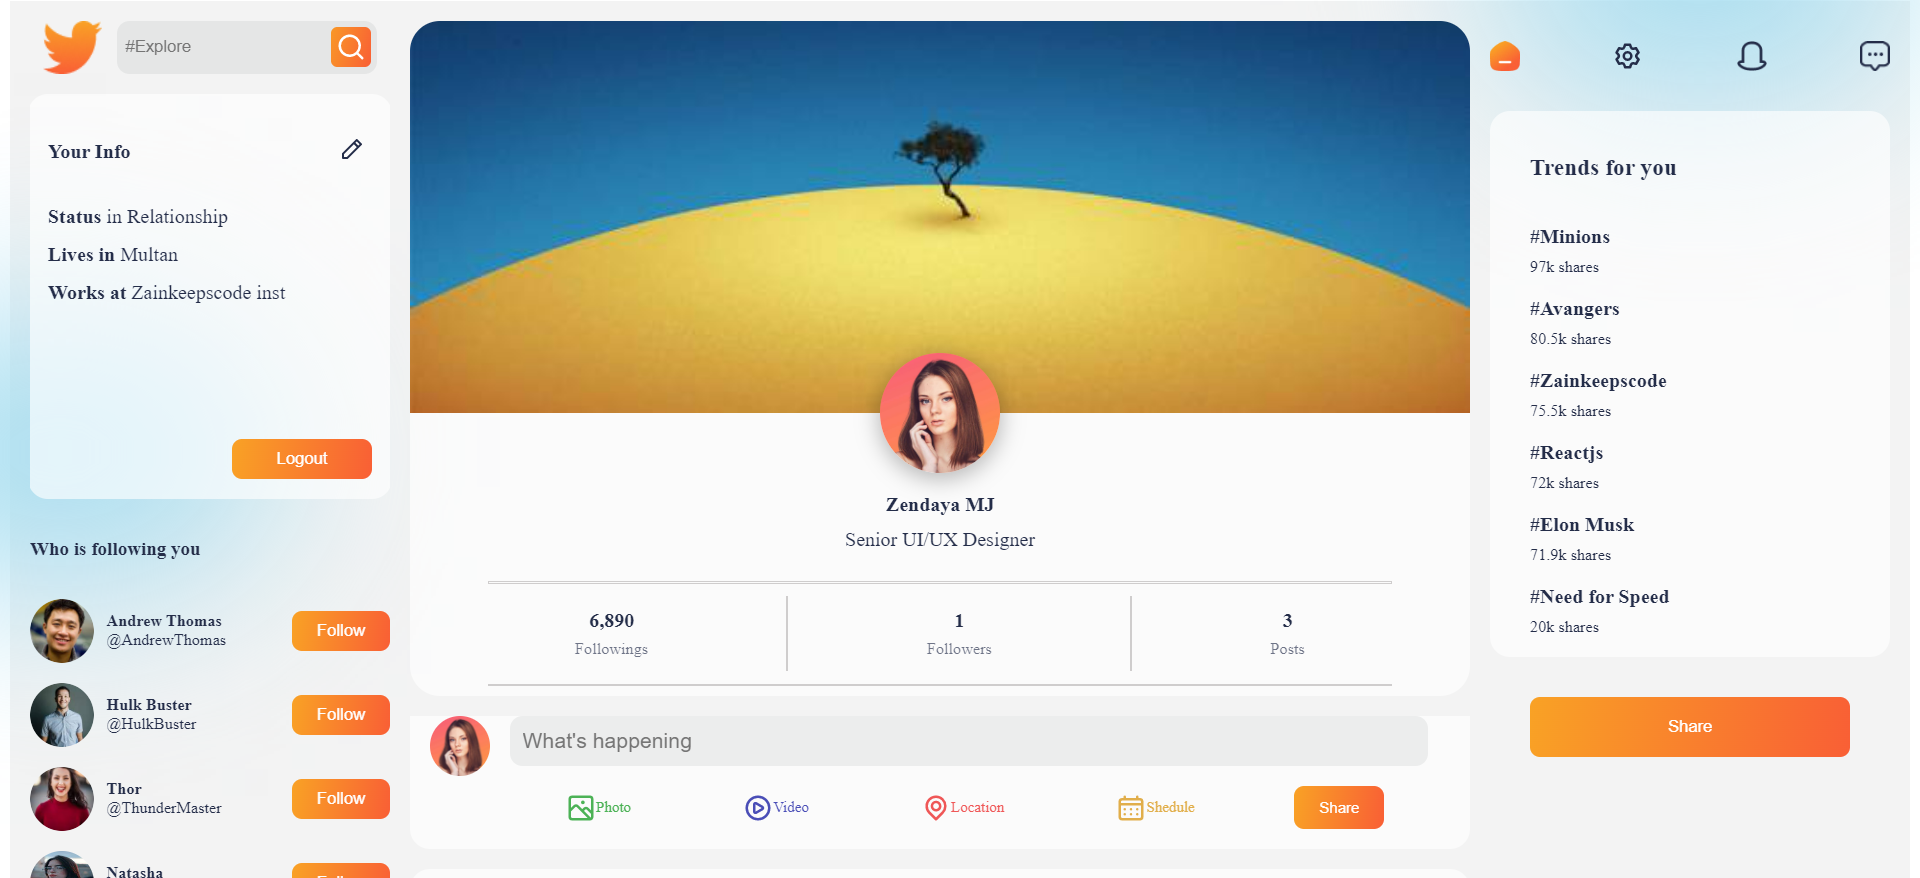 #Explore
Your Info
Status in Relationship
Lives in Multan
Works at Zainkeepscode inst
Logout
Who is following you
Andrew Thomas
@AndrewThomas
Follow
Hulk Buster
@HulkBuster
Follow
Thor
@ThunderMaster
Follow
Natasha
Follow
Zendaya MJ
Senior UI/UX Designer
6,890
Followings
1
Followers
3
Posts
What's happening
Photo
Video
Location
Shedule
Share
Trends for you
#Minions
97k shares
#Avangers
80.5k shares
#Zainkeepscode
75.5k shares
#Reactjs
72k shares
#Elon Musk
71.9k shares
#Need for Speed
20k shares
Share